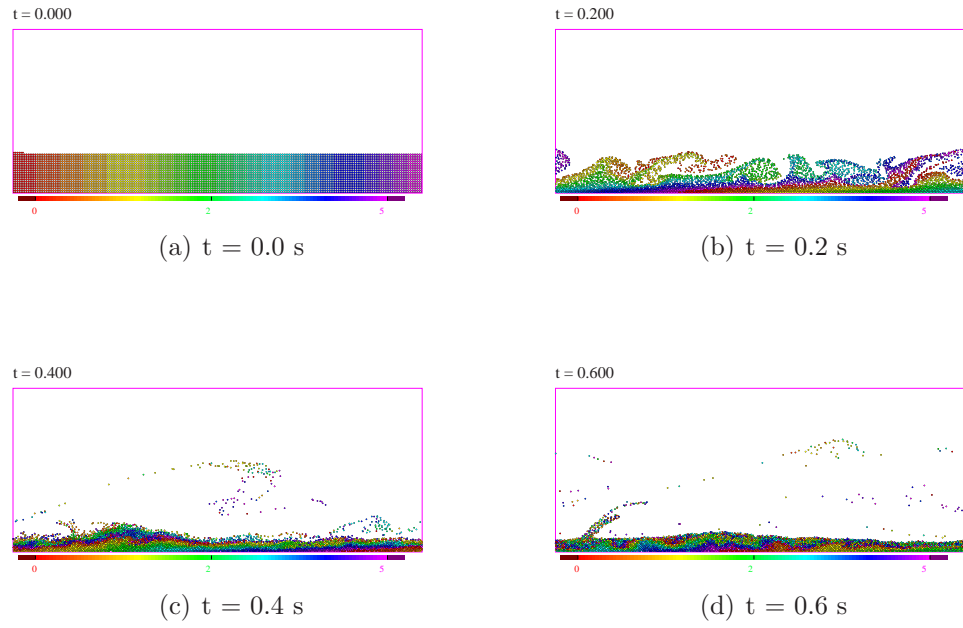 t = 0.000
0 2 5
(a) t = 0.0 s
t = 0.200
0 2 5
(b) t = 0.2 s
t = 0.400
0 2 5
(c) t = 0.4 s
t = 0.600
0 2 5
(d) t = 0.6 s